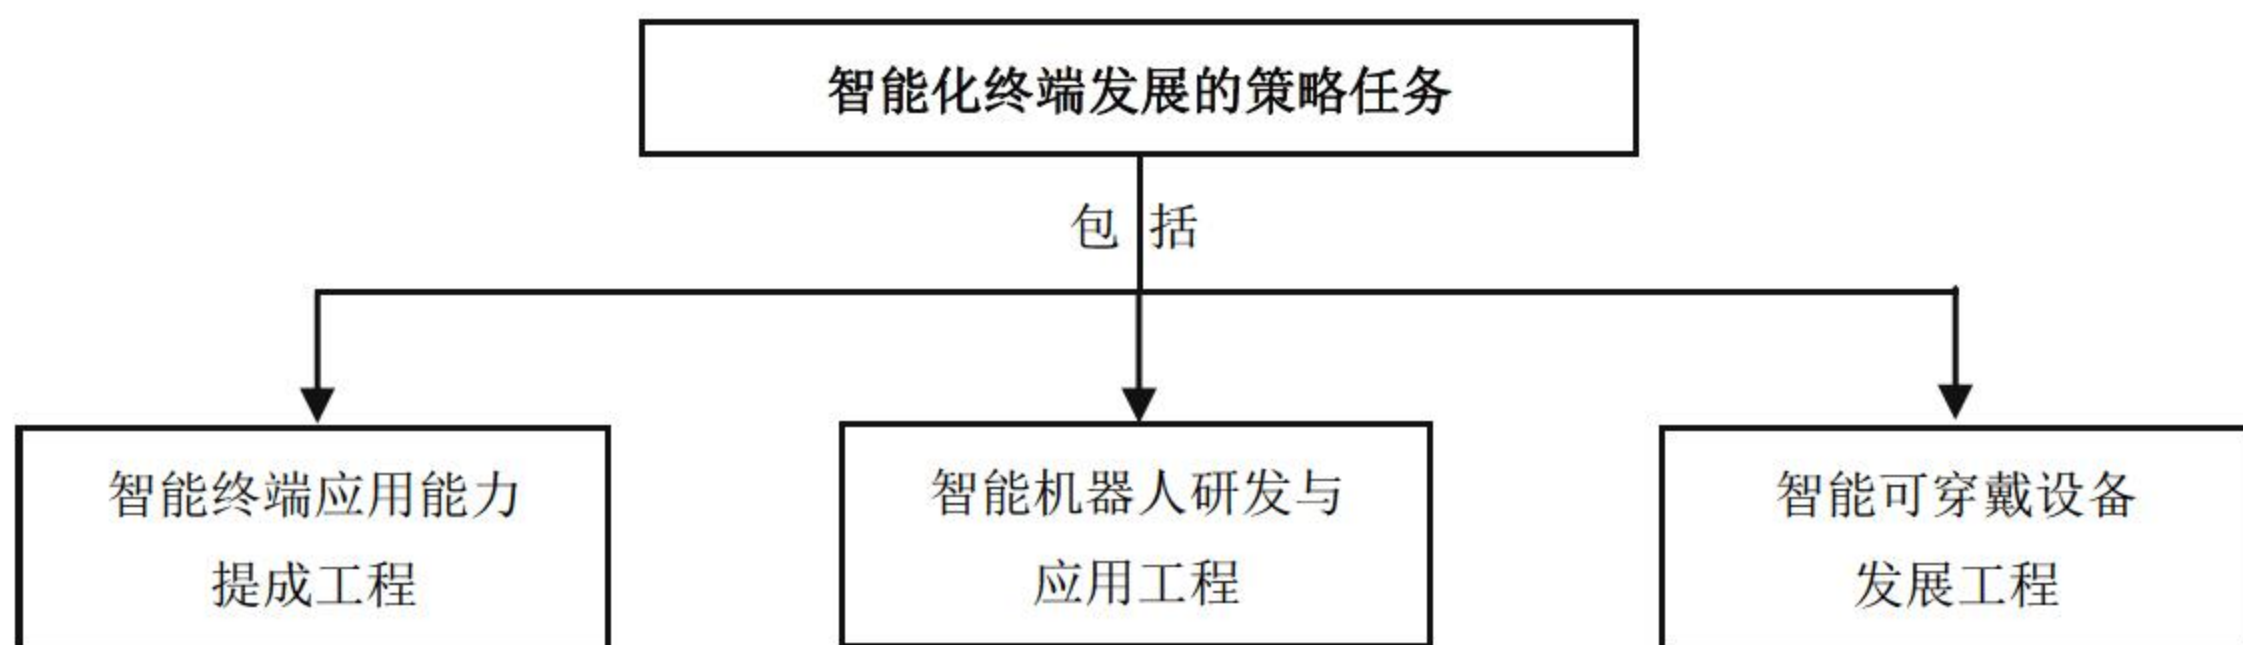 智能化终端发展的策略任务
包括
智能终端应用能力
提成工程
智能机器人研发与
应用工程
智能可穿戴设备
发展工程